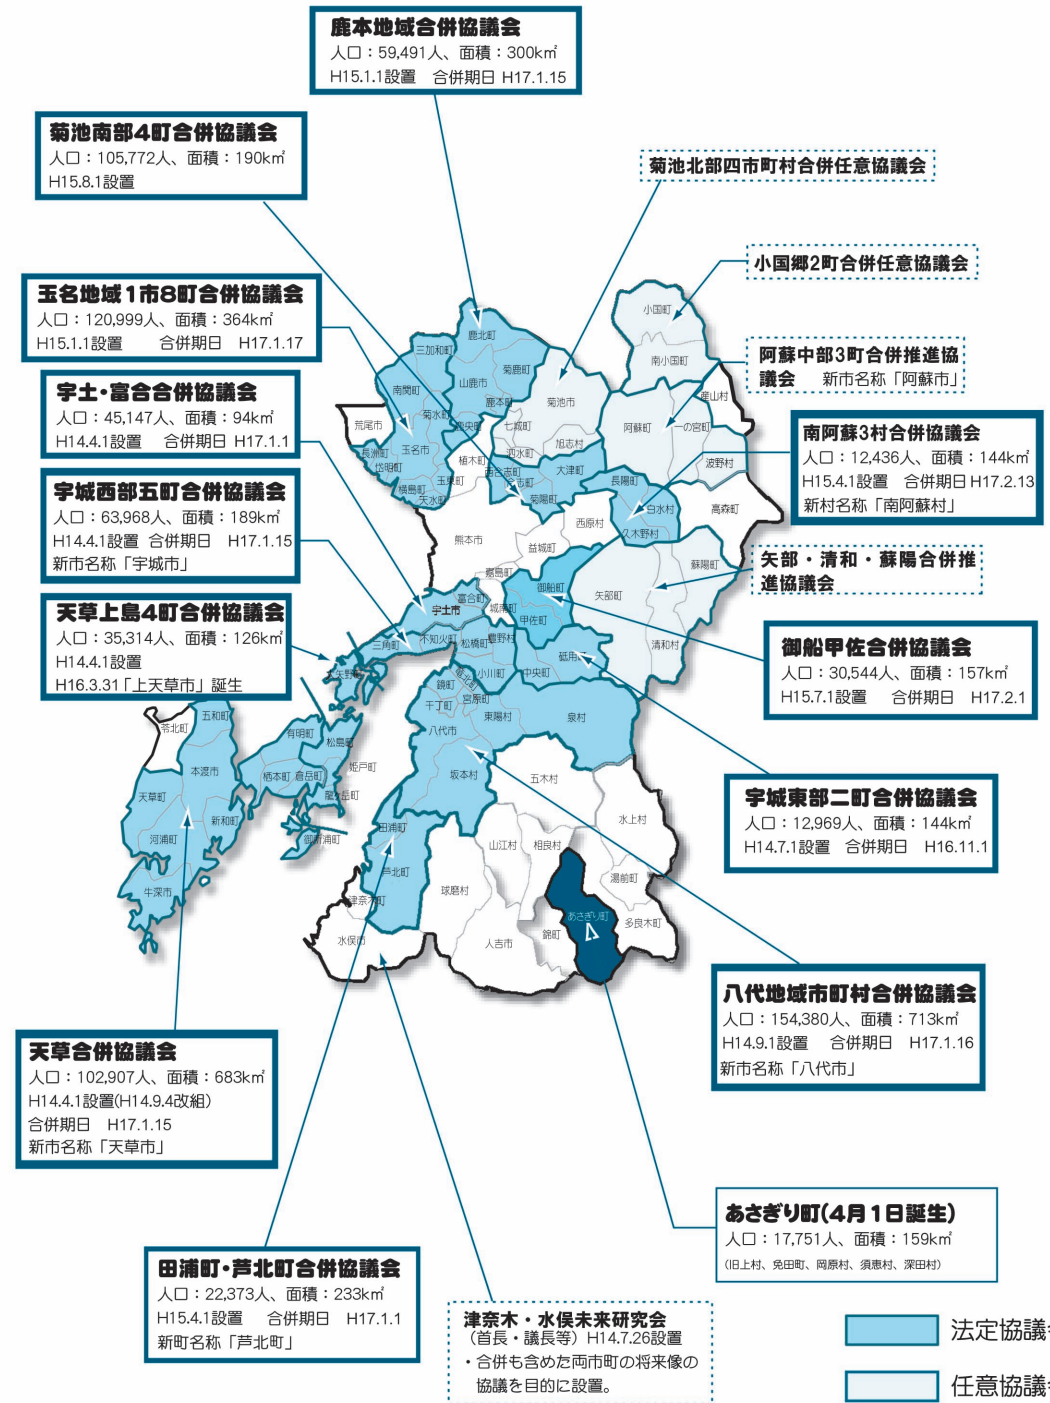 鹿本地域合併協議会
人口：59,491人、面積：300k㎡
H15.1.1設置　合併期日 H17.1.15
菊池南部4町合併協議会
人口：105,772人、面積：190k㎡
H15.8.1設置
菊池北部四市町村合併任意協議会
小国郷2町合併任意協議会
玉名地域1市8町合併協議会
人口：120,999人、面積：364k㎡
H15.1.1設置　合併期日　H17.1.17
阿蘇中部3町合併推進協
議会　新市名称「阿蘇市」
宇土・富合合併協議会
人口：45,147人、面積：94k㎡
H14.4.1設置　合併期日　H17.1.1
南阿蘇3村合併協議会
人口：12,436人、面積：144k㎡
H15.4.1設置　合併期日 H17.2.13
新村名称「南阿蘇村」
宇城西部五町合併協議会
人口：63,968人、面積：189k㎡
H14.4.1設置 合併期日　H17.1.15
新市名称「宇城市」
矢部・清和・蘇陽合併推
進協議会
天草上島4町合併協議会
人口：35,314人、面積：126k㎡
H14.4.1設置
H16.3.31「上天草市」誕生
御船甲佐合併協議会
人口：30,544人、面積：157k㎡
H15.7.1設置　合併期日　H17.2.1
宇城東部二町合併協議会
人口：12,969人、面積：144k㎡
H14.7.1設置　合併期日　H16.11.1
八代地域市町村合併協議会
人口：154,380人、面積：713k㎡
H14.9.1設置　合併期日　H17.1.16
新市名称「八代市」
天草合併協議会
人口：102,907人、面積：683k㎡
H14.4.1設置(H14.9.4改組)
合併期日　H17.1.15
新市名称「天草市」
あさぎり町(4月1日誕生)
人口：17,751人、面積：159k㎡
(旧上村、免田町、岡原村、須恵村、深田村)
田浦町・芦北町合併協議会
人口：22,373人、面積：233k㎡
H15.4.1設置　合併期日　H17.1.1
新町名称「芦北町」
津奈木・水俣未来研究会
（首長・議長等）H14.7.26設置
・合併も含めた両市町の将来像の
協議を目的に設置。
法定協議
任意協議
小国町
南小国町
産山村
鹿北町
三加和町
菊鹿町
山鹿市
南関町
鹿本町
菊池市
菊水町
鹿央町
七城町
旭志村
阿蘇町
一の宮町
荒尾市
玉名市
植木町
泗水町
波野村
長洲町
岱明町
玉東町
西合志町
合志町
大津町
長陽町
横島町
天水町
菊陽町
白水村
高森町
久木野村
西原村
熊本市
益城町
蘇陽町
嘉島町
御船町
矢部町
富合町
宇土市
城南町
甲佐町
清和村
三角町
不知火町
松橋町
豊野村
小川町
中央町
砥用
大矢野町
竜北町
鏡町
宮原町
千丁町
東陽村
泉村
八代市
苓北町
五和町
有明町
松島町
姫戸町
本渡市
栖本町
倉岳町
坂本村
五木村
天草町
龍ヶ岳町
水上村
新和町
御所浦町
田浦町
山江村
相良村
河浦町
芦北町
球磨村
湯前町
牛深市
津奈木町
あさぎり町
多良木町
水俣市
人吉市
錦町